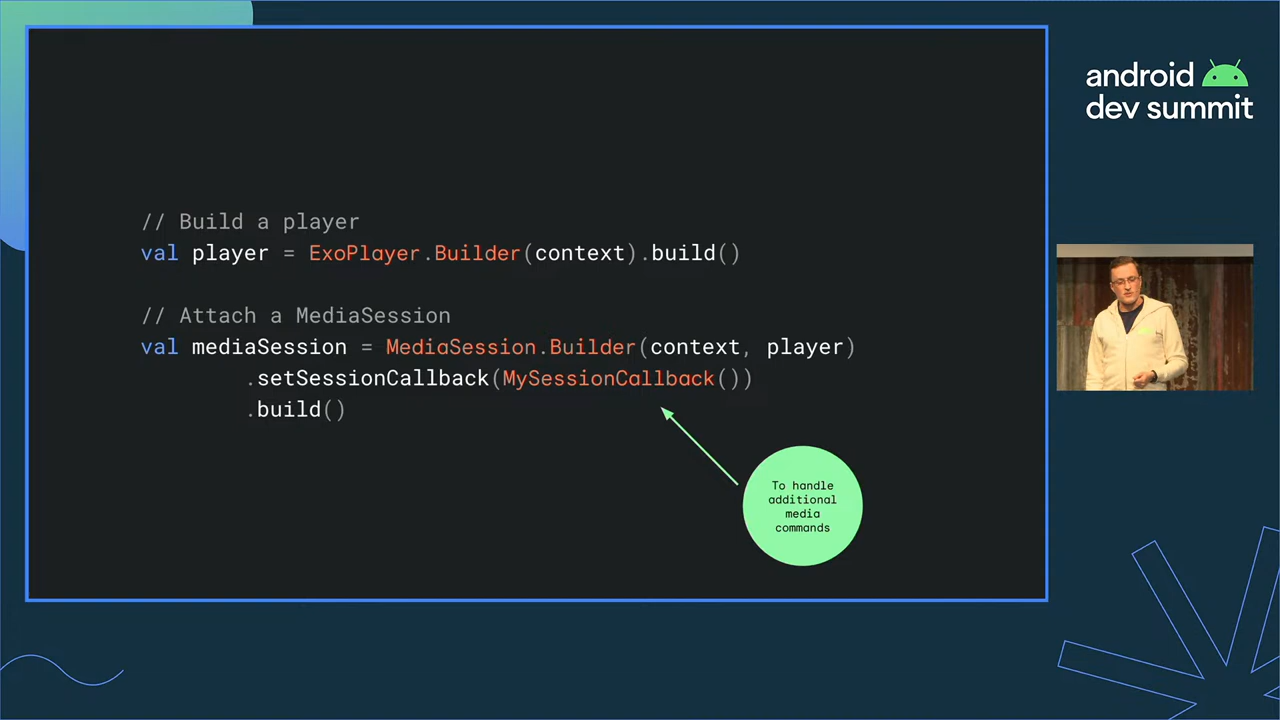 // Build a player
val player = ExoPlayer.Builder(context).build()
// Attach a MediaSession
val mediaSession = MediaSession.Builder(context, player)
.setSessionCallback(MySessionCallback())
.build()
To handle
additional
media
commands
android
dev summit